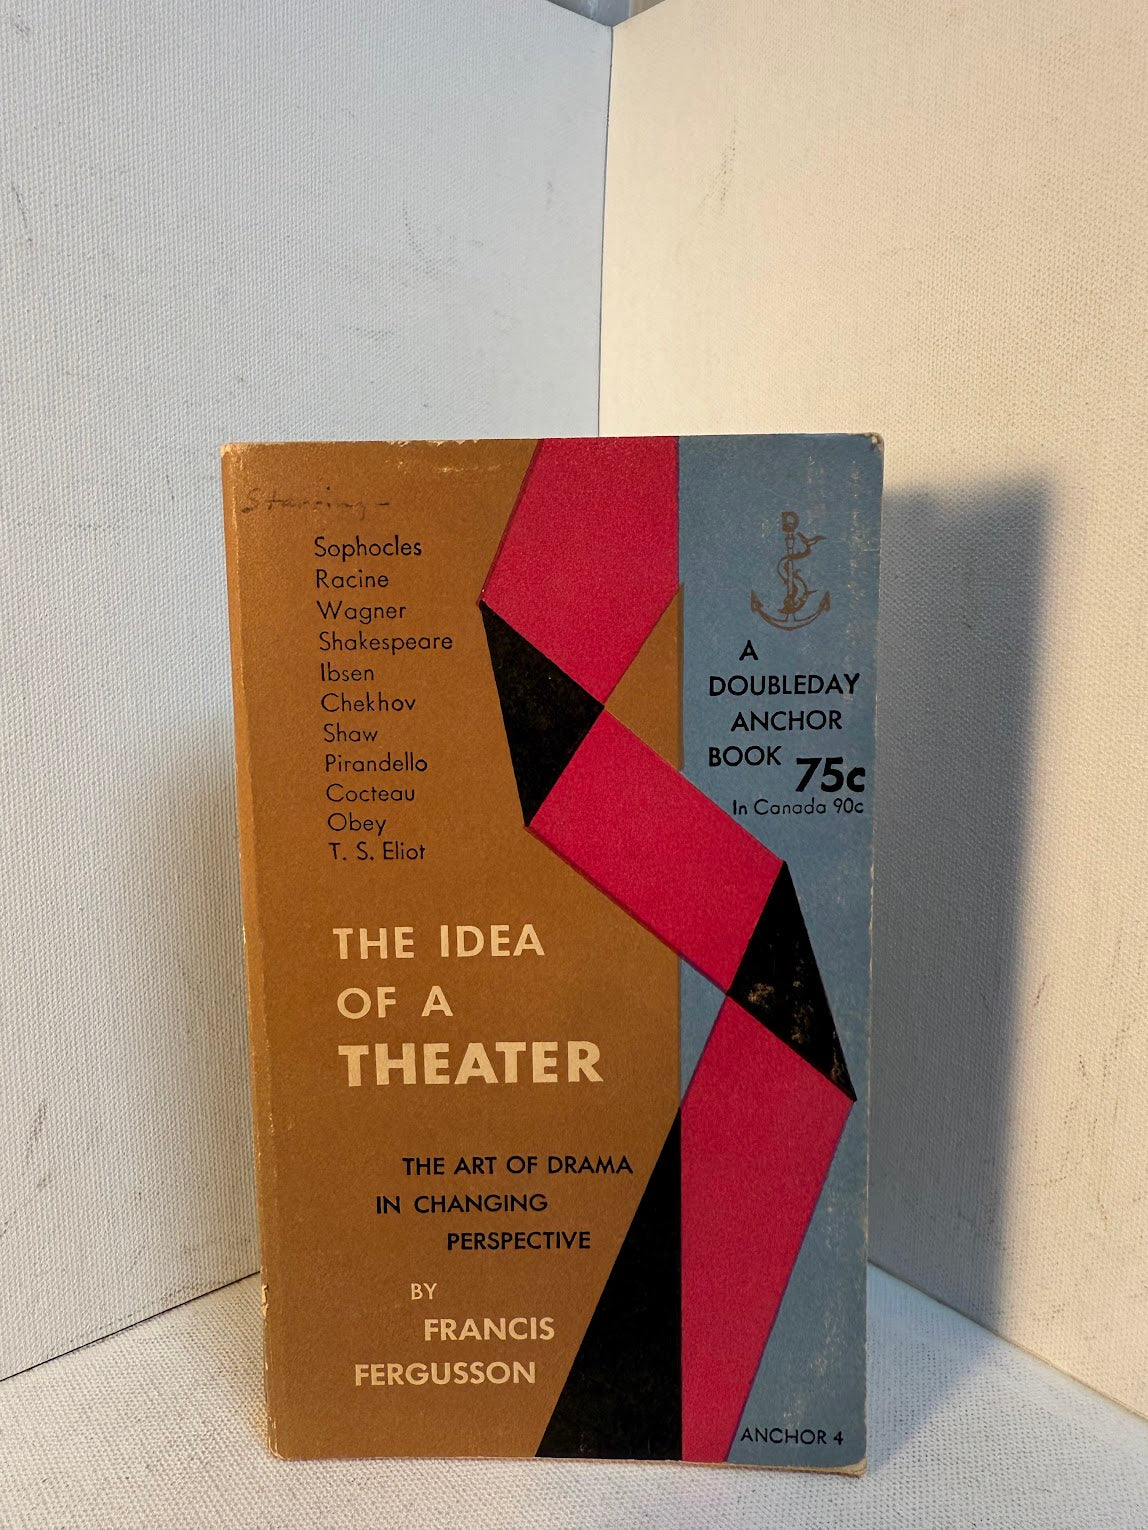 Starring -
Sophocles
Racine
Wagner
Shakespeare
Ibsen
Chekhov
Shaw
Pirandello
Cocteau
Obey
T. S. Eliot
A
DOUBLEDAY
ANCHOR
BOOK 75c
In Canada 90c
THE IDEA
OF A
THEATER
THE ART OF DRAMA
IN CHANGING
PERSPECTIVE
BY
FRANCIS
FERGUSSON
ANCHOR 4